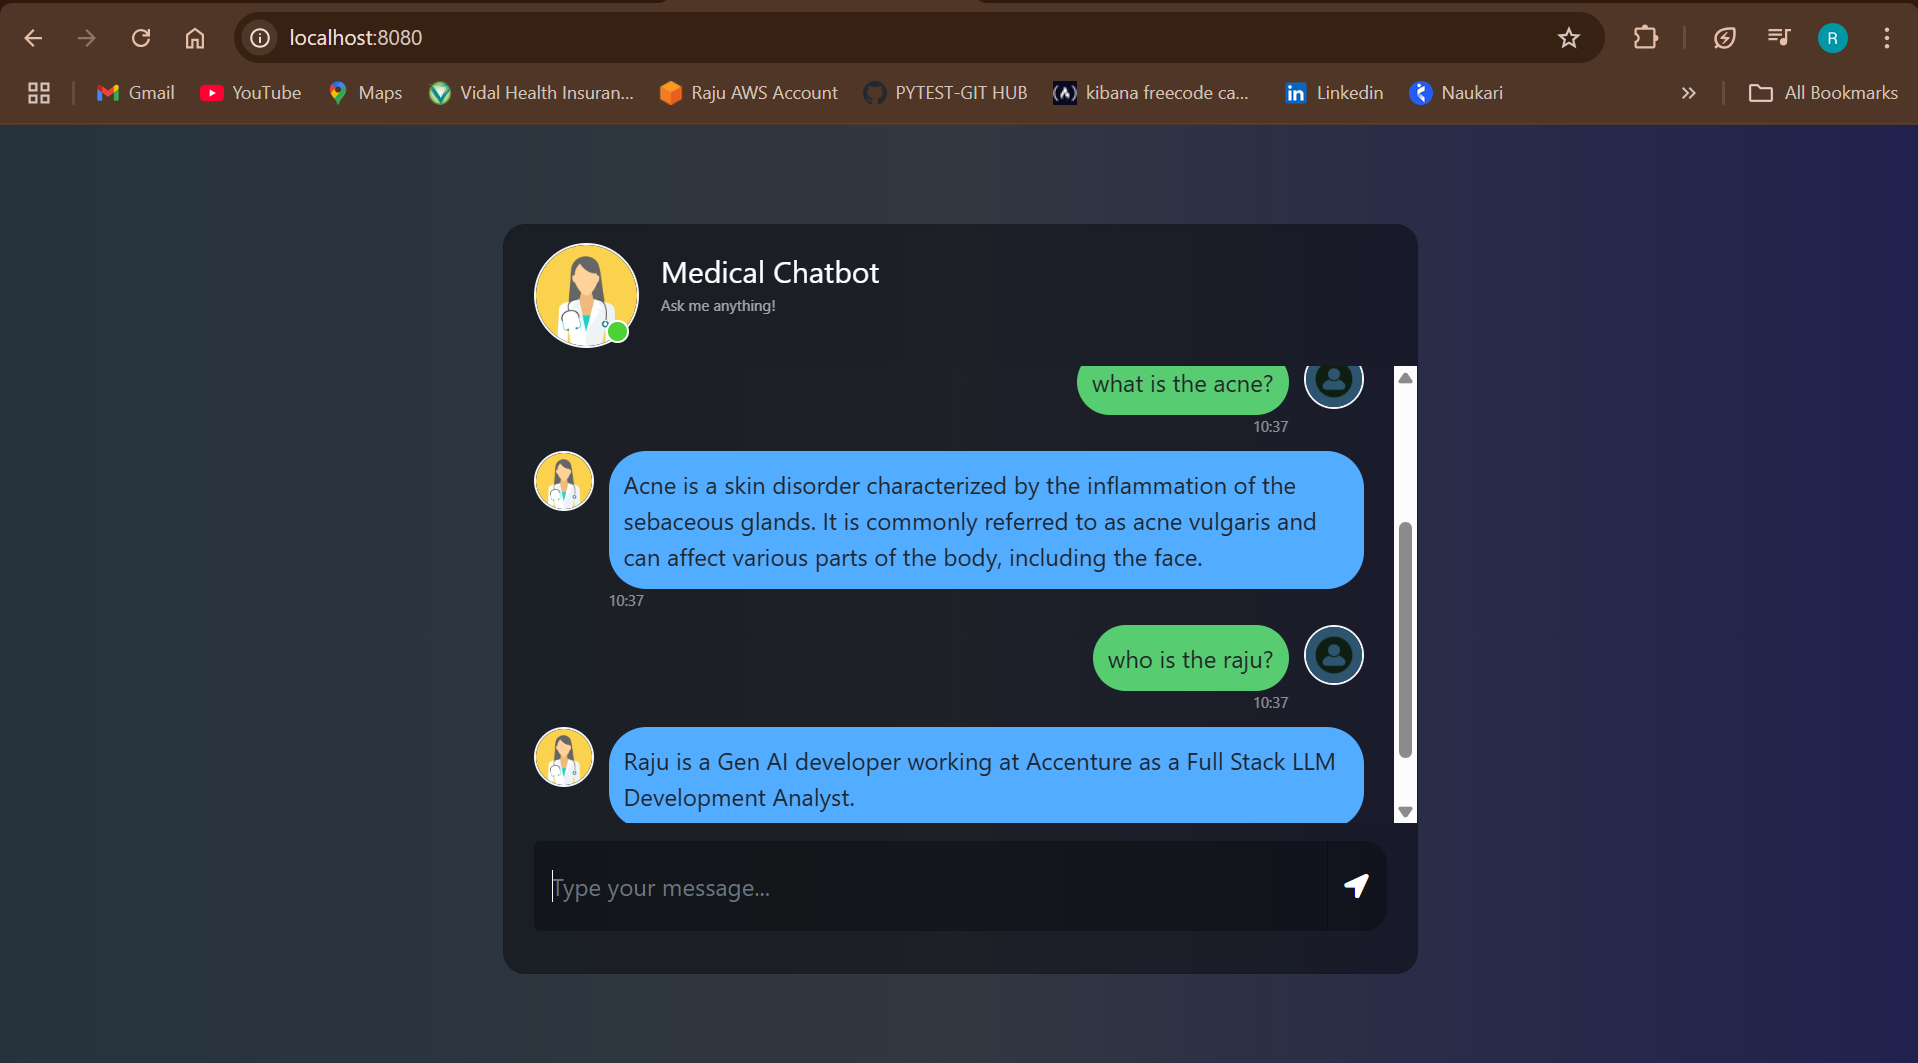 localhost:8080
R
Gmail
YouTube
Maps
Vidal Health Insuran...
Raju AWS Account
PYTEST-GIT HUB
kibana freecode ca...
Linkedin
Naukari
All Bookmarks
Medical Chatbot
Ask me anything!
what is the acne?
10:37
Acne is a skin disorder characterized by the inflammation of the
sebaceous glands. It is commonly referred to as acne vulgaris and
can affect various parts of the body, including the face.
10:37
who is the raju?
10:37
Raju is a Gen AI developer working at Accenture as a Full Stack LLM
Development Analyst.
Type your message...